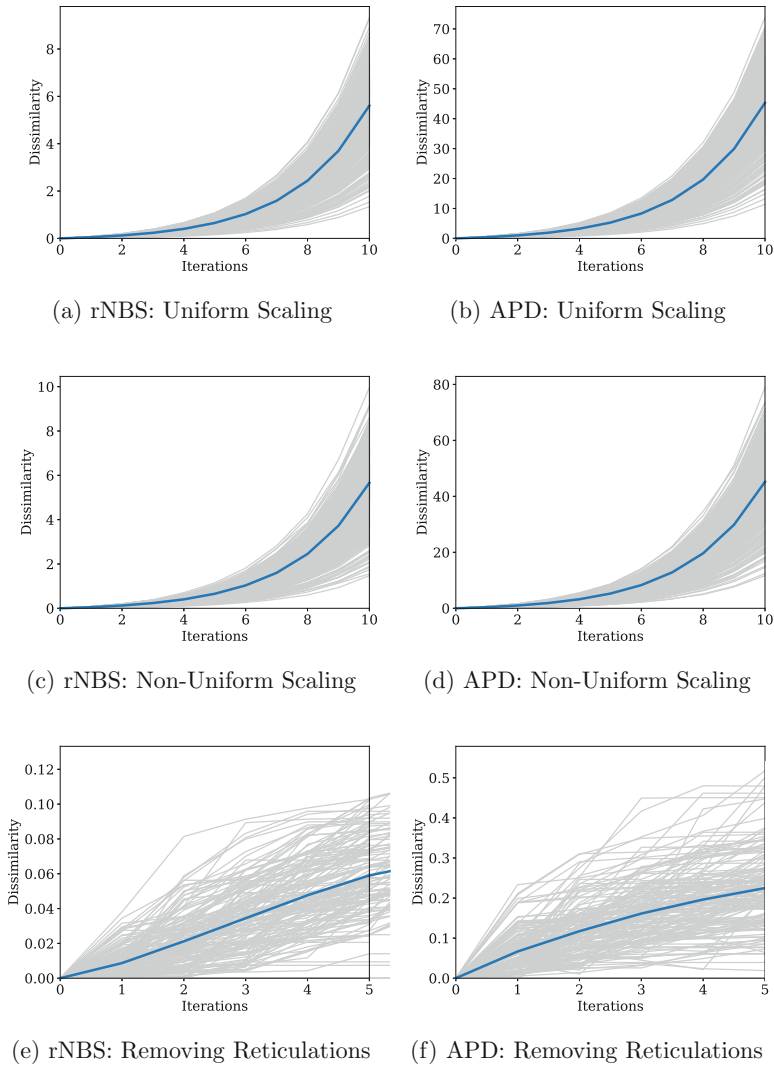 8
6
4
2
0
Dissimilarity
0 2 4 6 8 10
Iterations
(a) rNBS: Uniform Scaling
70
60
50
40
30
20
10
0
Dissimilarity
0 2 4 6 8 10
Iterations
(b) APD: Uniform Scaling
10
8
6
4
2
0
Dissimilarity
0 2 4 6 8 10
Iterations
(c) rNBS: Non-Uniform Scaling
80
60
40
20
0
Dissimilarity
0 2 4 6 8 10
Iterations
(d) APD: Non-Uniform Scaling
0.12
0.10
0.08
0.06
0.04
0.02
0.00
Dissimilarity
0 1 2 3 4 5
Iterations
(e) rNBS: Removing Reticulations
0.5
0.4
0.3
0.2
0.1
0.0
Dissimilarity
0 1 2 3 4 5
Iterations
(f) APD: Removing Reticulations